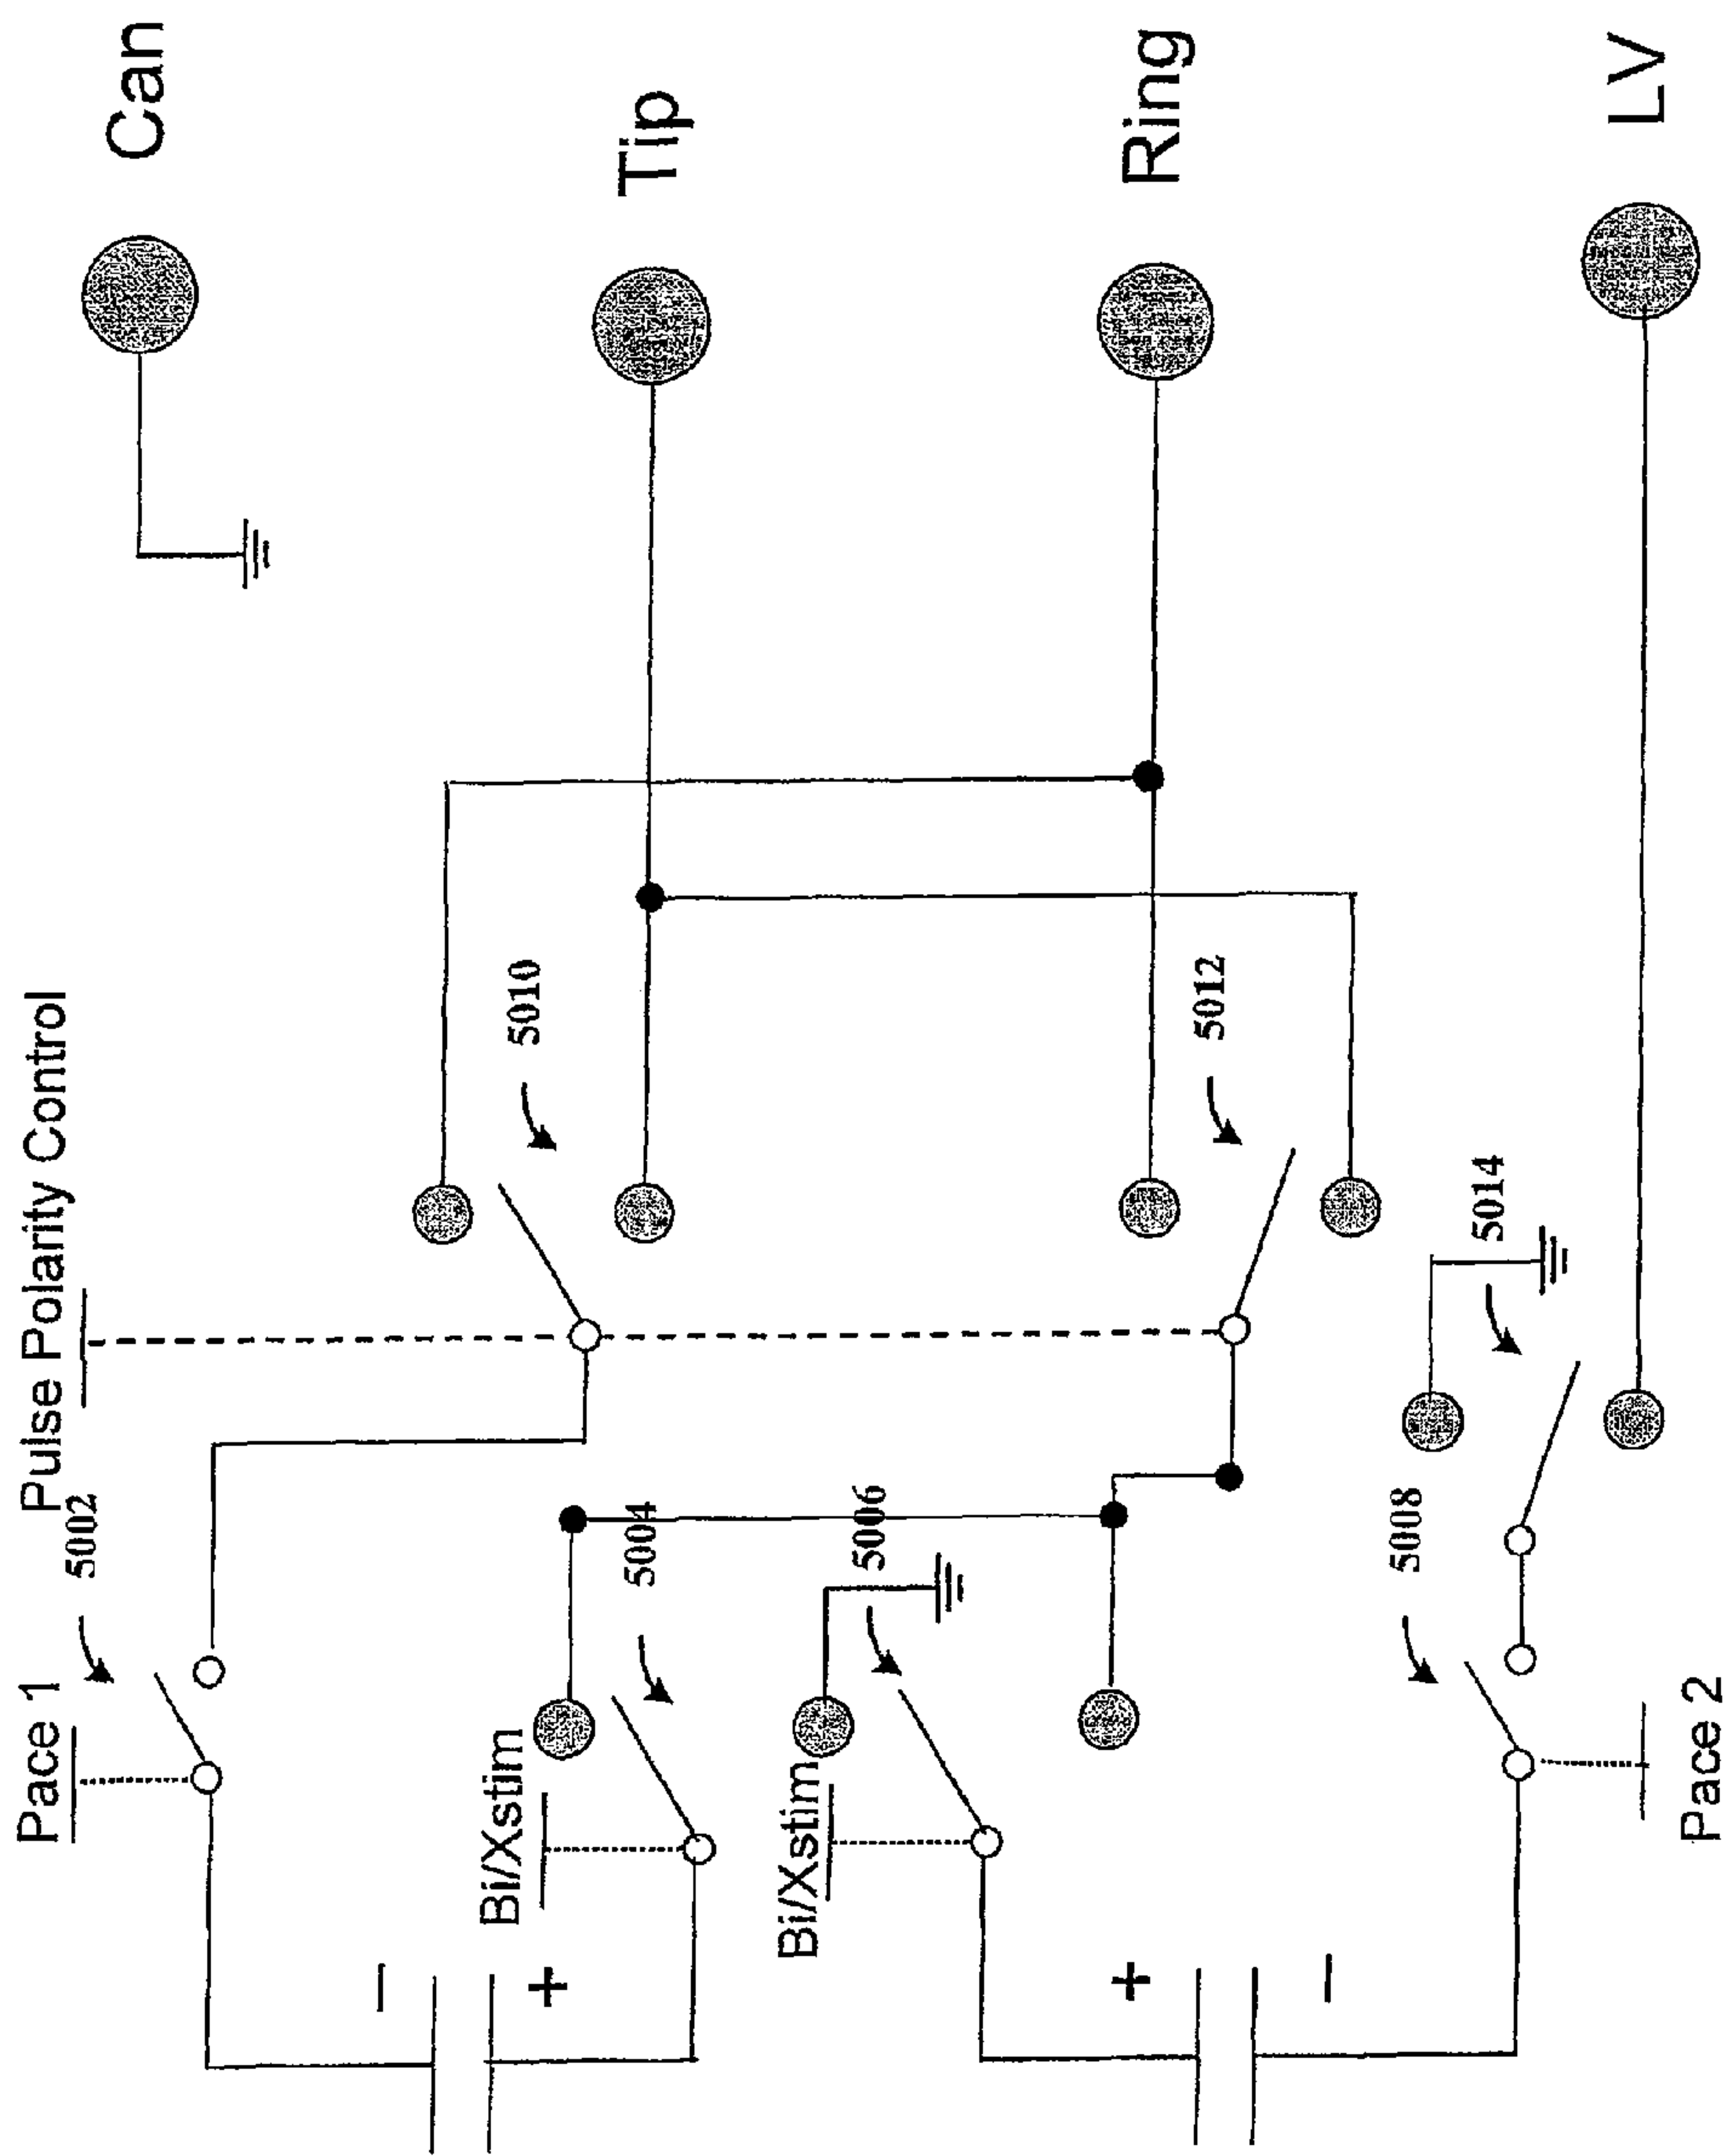 Pace 1
5002
Pulse Polarity Control
Can
Bi/Xstim
5004
5010
Tip
Bi/Xstim
5006
5012
Ring
Pace 2
5008
5014
LV
+
−
+
−